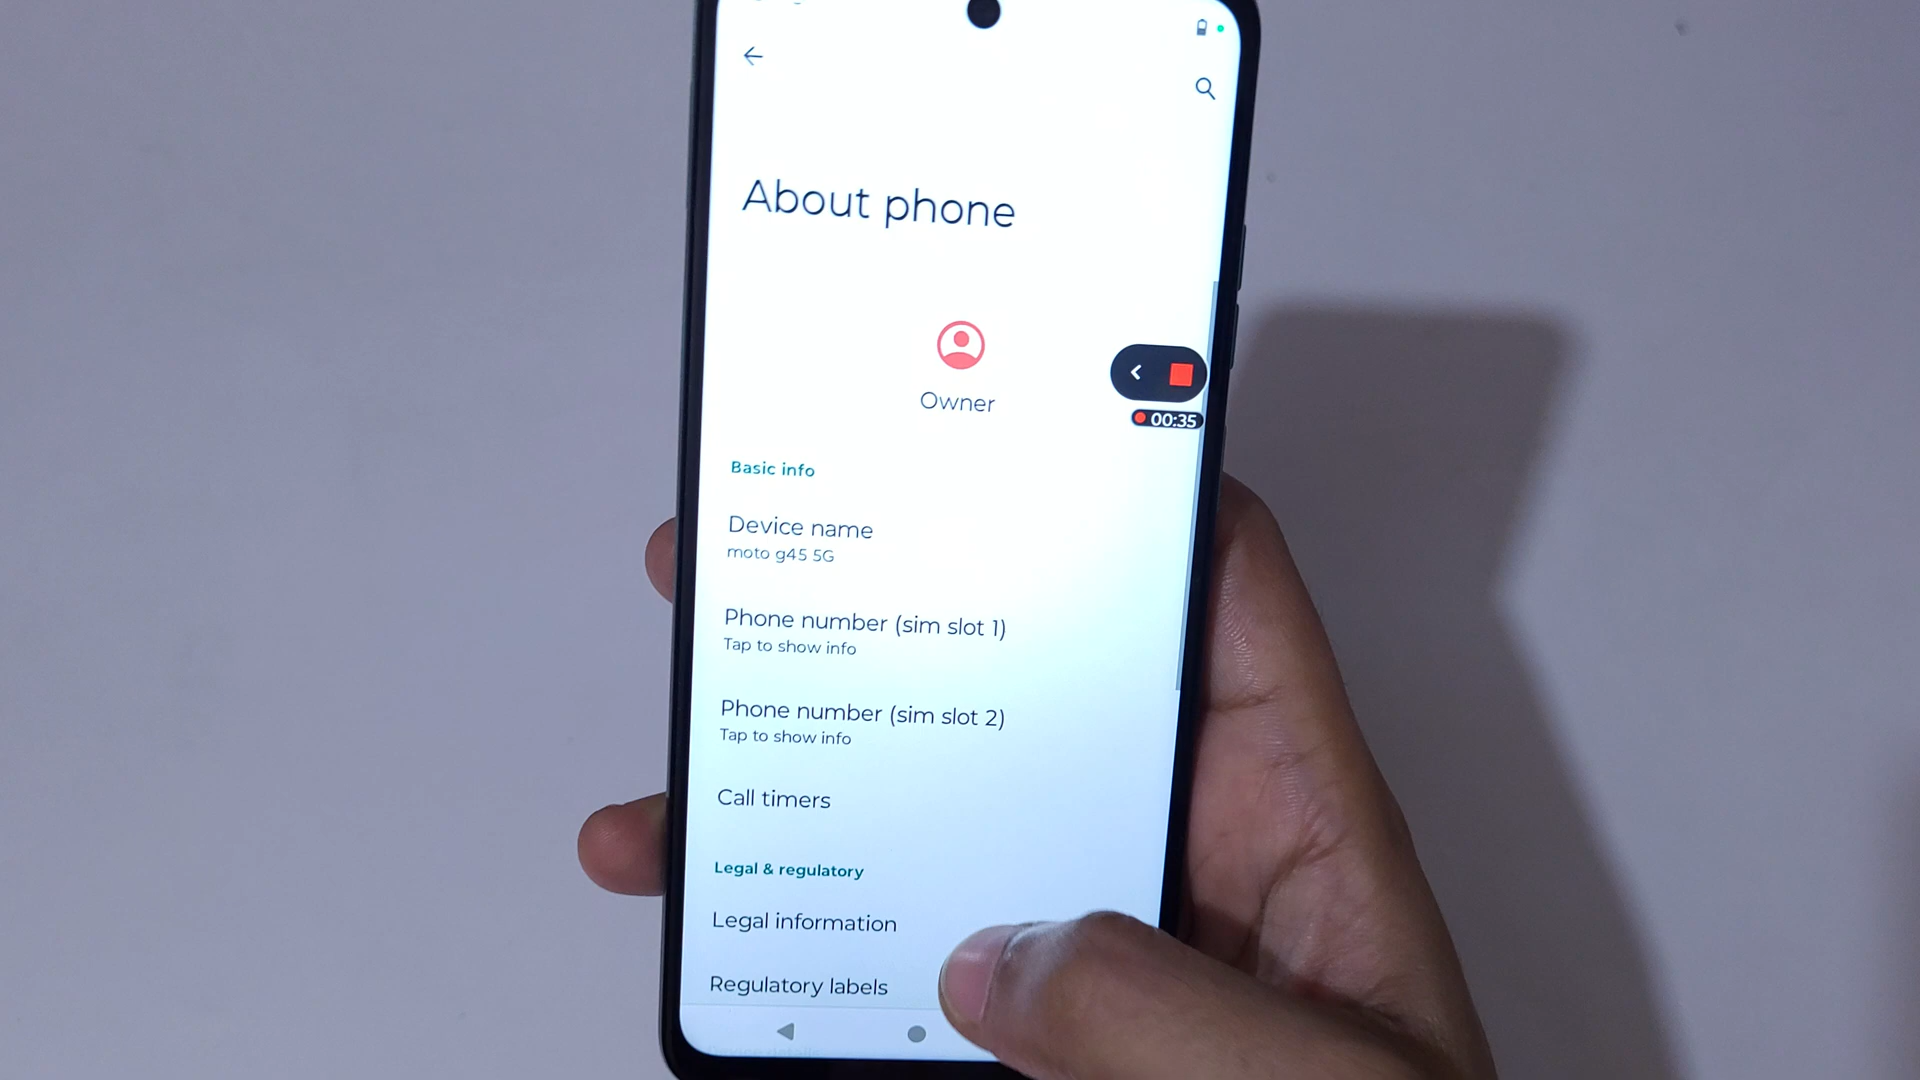 About phone
Owner
00:35
Basic info
Device name
moto g45 5G
Phone number (sim slot 1)
Tap to show info
Phone number (sim slot 2)
Tap to show info
Call timers
Legal & regulatory
Legal information
Regulatory labels